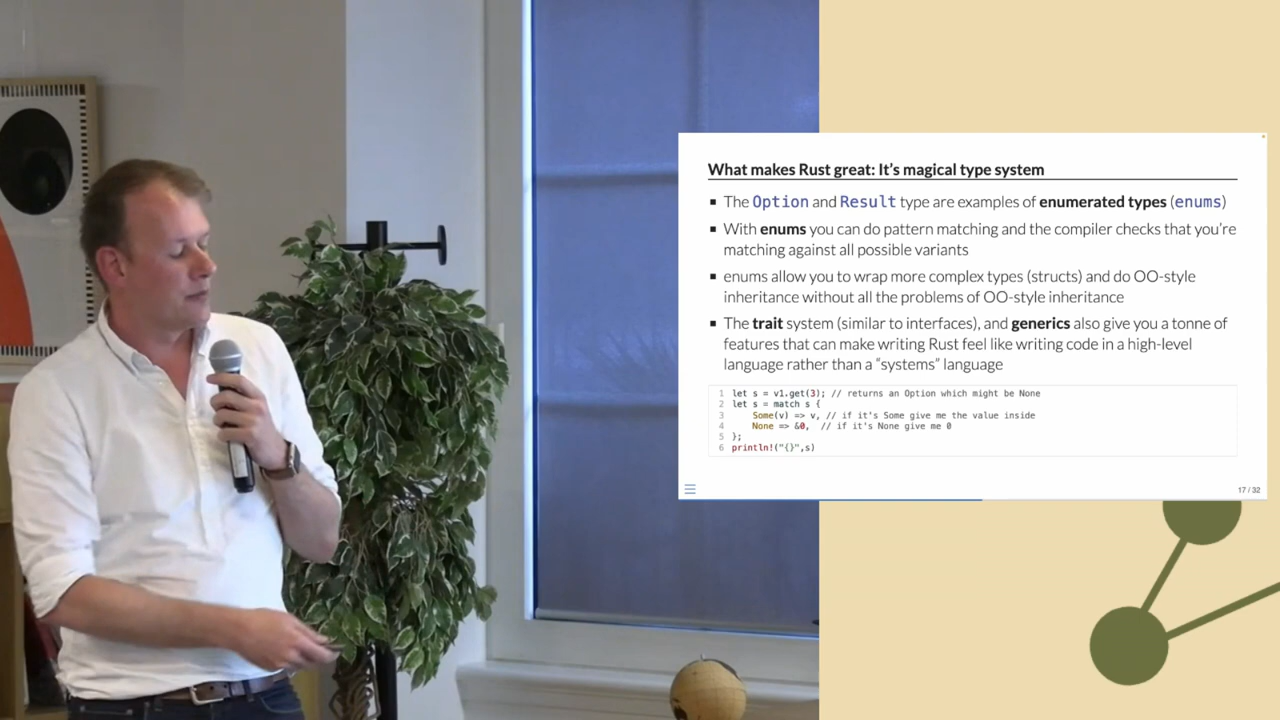 What makes Rust great: It's magical type system
▪ The Option and Result type are examples of enumerated types (enums)
▪ With enums you can do pattern matching and the compiler checks that you're
matching against all possible variants
▪ enums allow you to wrap more complex types (structs) and do OO-style
inheritance without all the problems of OO-style inheritance
▪ The trait system (similar to interfaces), and generics also give you a tonne of
features that can make writing Rust feel like writing code in a high-level
language rather than a "systems" language
1 let s = v1.get(3); // returns an Option which might be None
2 let s = match s {
3     Some(v) => v, // if it's Some give me the value inside
4     None => &0,  // if it's None give me 0
5 };
6 println!("{}",s)
17 / 32